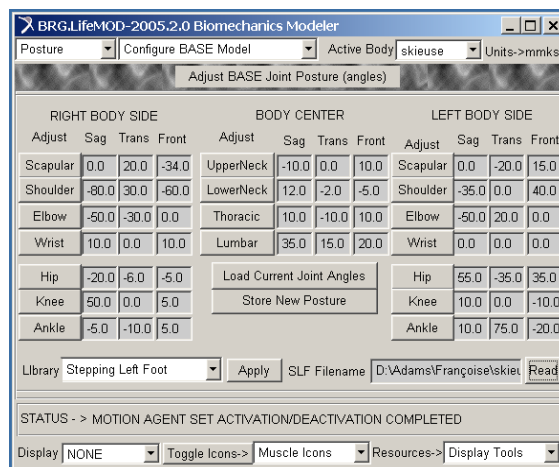 BRG.LifeMOD-2005.2.0 Biomechanics Modeler
Posture Configure BASE Model Active Body skieuse Units->mmks
Adjust BASE Joint Posture (angles)
RIGHT BODY SIDE BODY CENTER LEFT BODY SIDE
Adjust Sag Trans Front Adjust Sag Trans Front Adjust Sag Trans Front
Scapular 0.0 20.0 -34.0 UpperNeck -10.0 0.0 10.0 Scapular 0.0 -20.0 15.0
Shoulder -80.0 30.0 -60.0 LowerNeck 12.0 -2.0 -5.0 Shoulder -35.0 0.0 40.0
Elbow -50.0 -30.0 0.0 Thoracic 10.0 -10.0 10.0 Elbow -50.0 20.0 0.0
Wrist 10.0 0.0 10.0 Lumbar 35.0 15.0 20.0 Wrist 0.0 0.0 0.0
Hip -20.0 -6.0 -5.0 Load Current Joint Angles Hip 55.0 -35.0 35.0
Knee 50.0 0.0 5.0 Store New Posture Knee 10.0 0.0 -10.0
Ankle -5.0 -10.0 5.0 Ankle 10.0 75.0 -20.0
Library Stepping Left Foot Apply SLF Filename D:\Adams\Françoise\skieu Read
STATUS - > MOTION AGENT SET ACTIVATION/DEACTIVATION COMPLETED
Display NONE Toggle Icons-> Muscle Icons Resources-> Display Tools